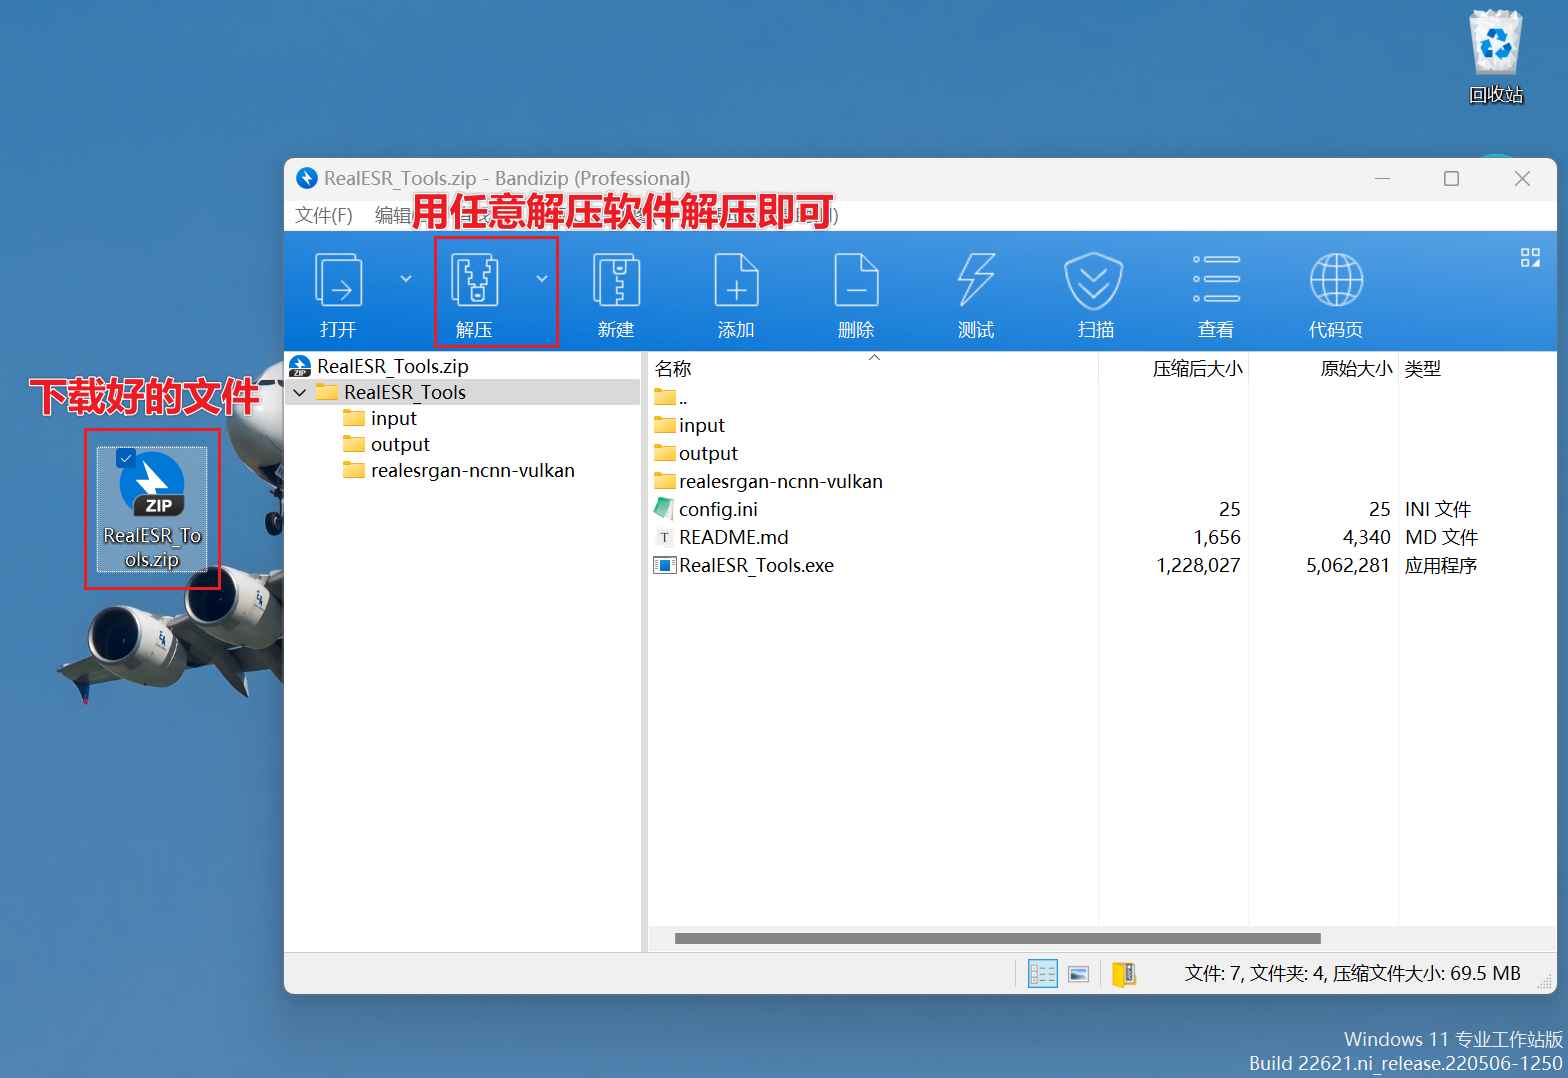 回收站
RealESR_Tools.zip - Bandizip (Professional)
文件(F) 编辑
用任意解压软件解压即可
打开 解压 新建 添加 删除 测试 扫描 查看 代码页
下载好的文件
ZIP
RealESR_To
ols.zip
RealESR_Tools.zip
RealESR_Tools
input
output
realesrgan-ncnn-vulkan
名称 压缩后大小 原始大小 类型
..
input
output
realesrgan-ncnn-vulkan
config.ini 25 25 INI 文件
README.md 1,656 4,340 MD 文件
RealESR_Tools.exe 1,228,027 5,062,281 应用程序
文件: 7, 文件夹: 4, 压缩文件大小: 69.5 MB
Windows 11 专业工作站版
Build 22621.ni_release.220506-1250